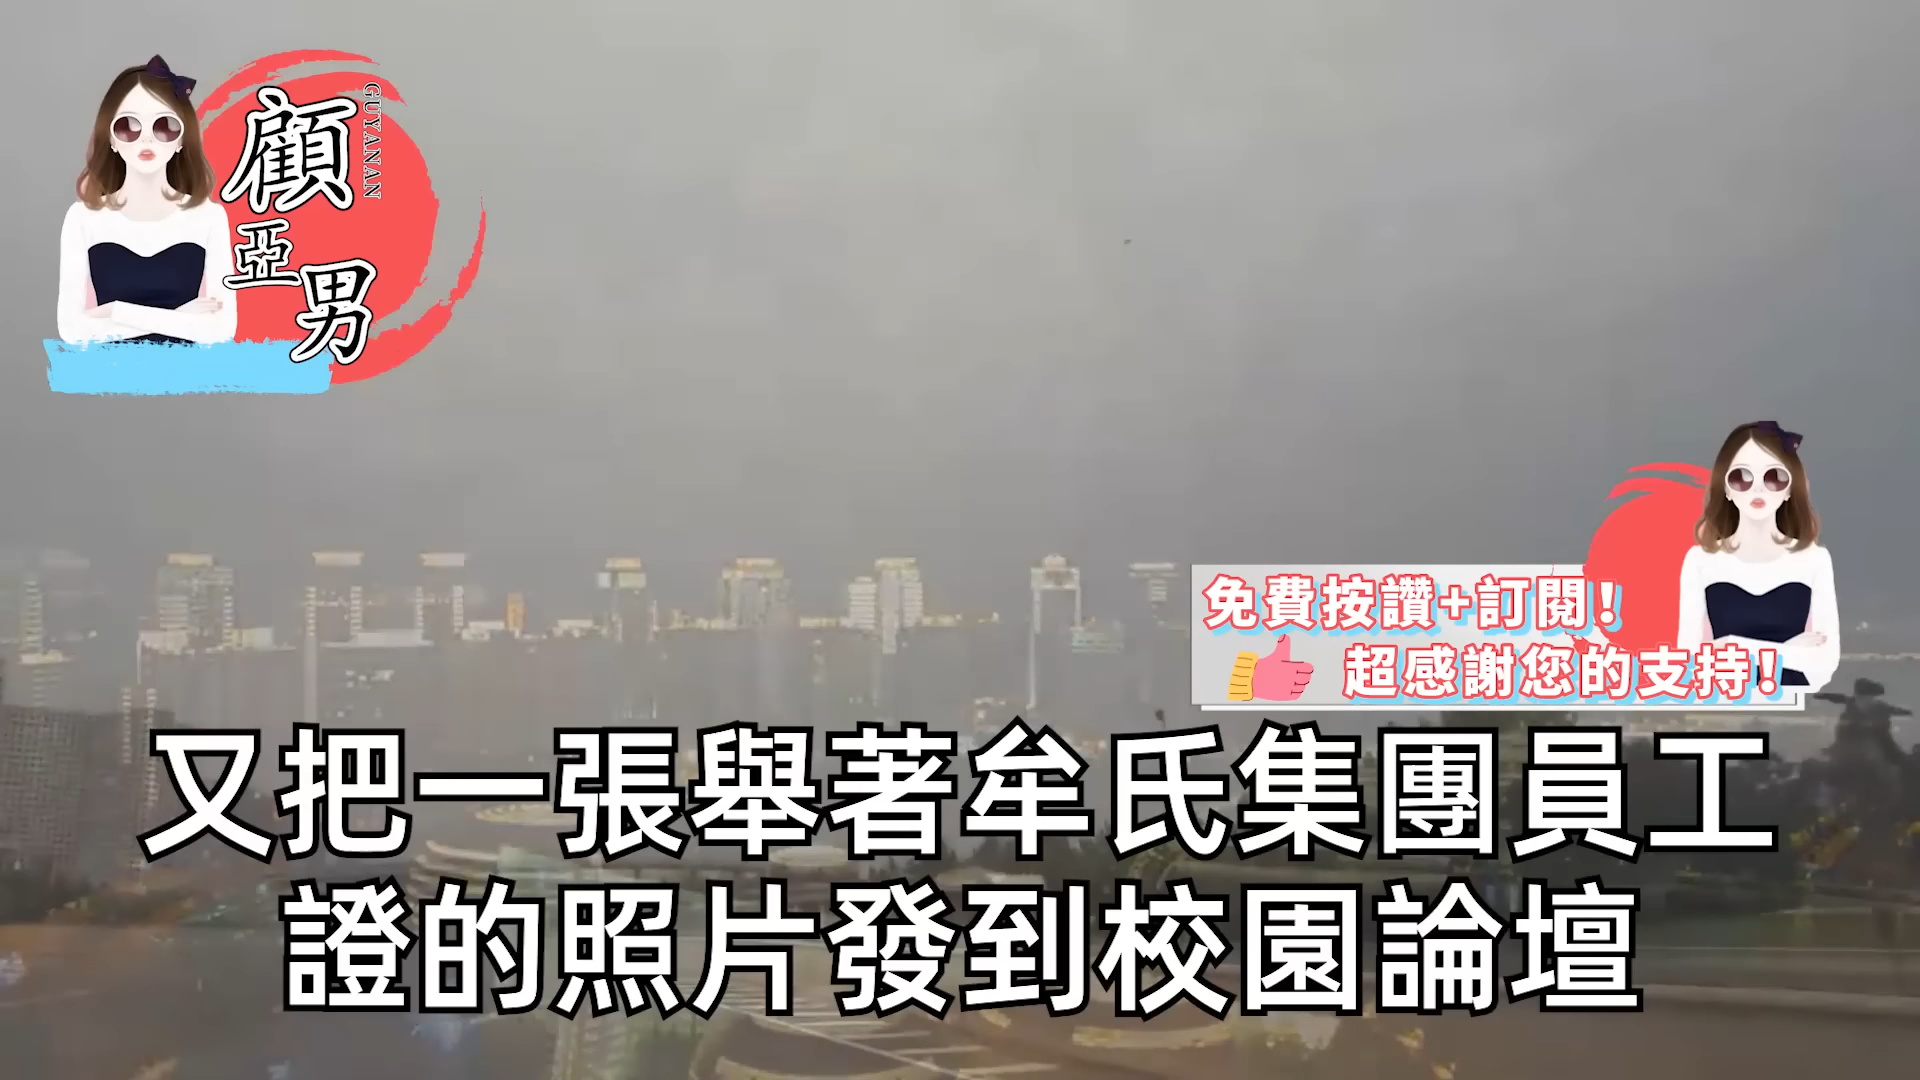 顧亞男
GUYANAN
免費按讚+訂閱!
超感謝您的支持!
又把一張舉著牟氏集團員工
證的照片發到校園論壇